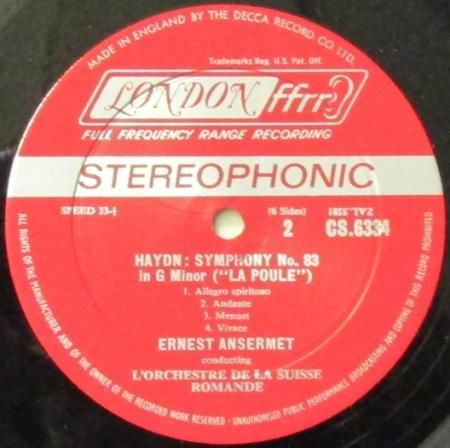 MADE IN ENGLAND BY THE DECCA RECORD CO. LTD.
Trademarks Reg. U.S. Pat. Off.
LONDON ffrr
FULL FREQUENCY RANGE RECORDING
STEREOPHONIC
SPEED 33⅓
(6 Sides)
2
ZAL.5581
CS.6334
HAYDN: SYMPHONY No. 83
in G Minor ("LA POULE")
1. Allegro spiritoso
2. Andante
3. Menuet
4. Vivace
ERNEST ANSERMET
conducting
L'ORCHESTRE DE LA SUISSE
ROMANDE
ALL RIGHTS OF THE MANUFACTURER, AND OF THE OWNER OF THE RECORDED WORK RESERVED - UNAUTHORISED PUBLIC PERFORMANCE BROADCASTING AND COPYING OF THIS RECORD PROHIBITED